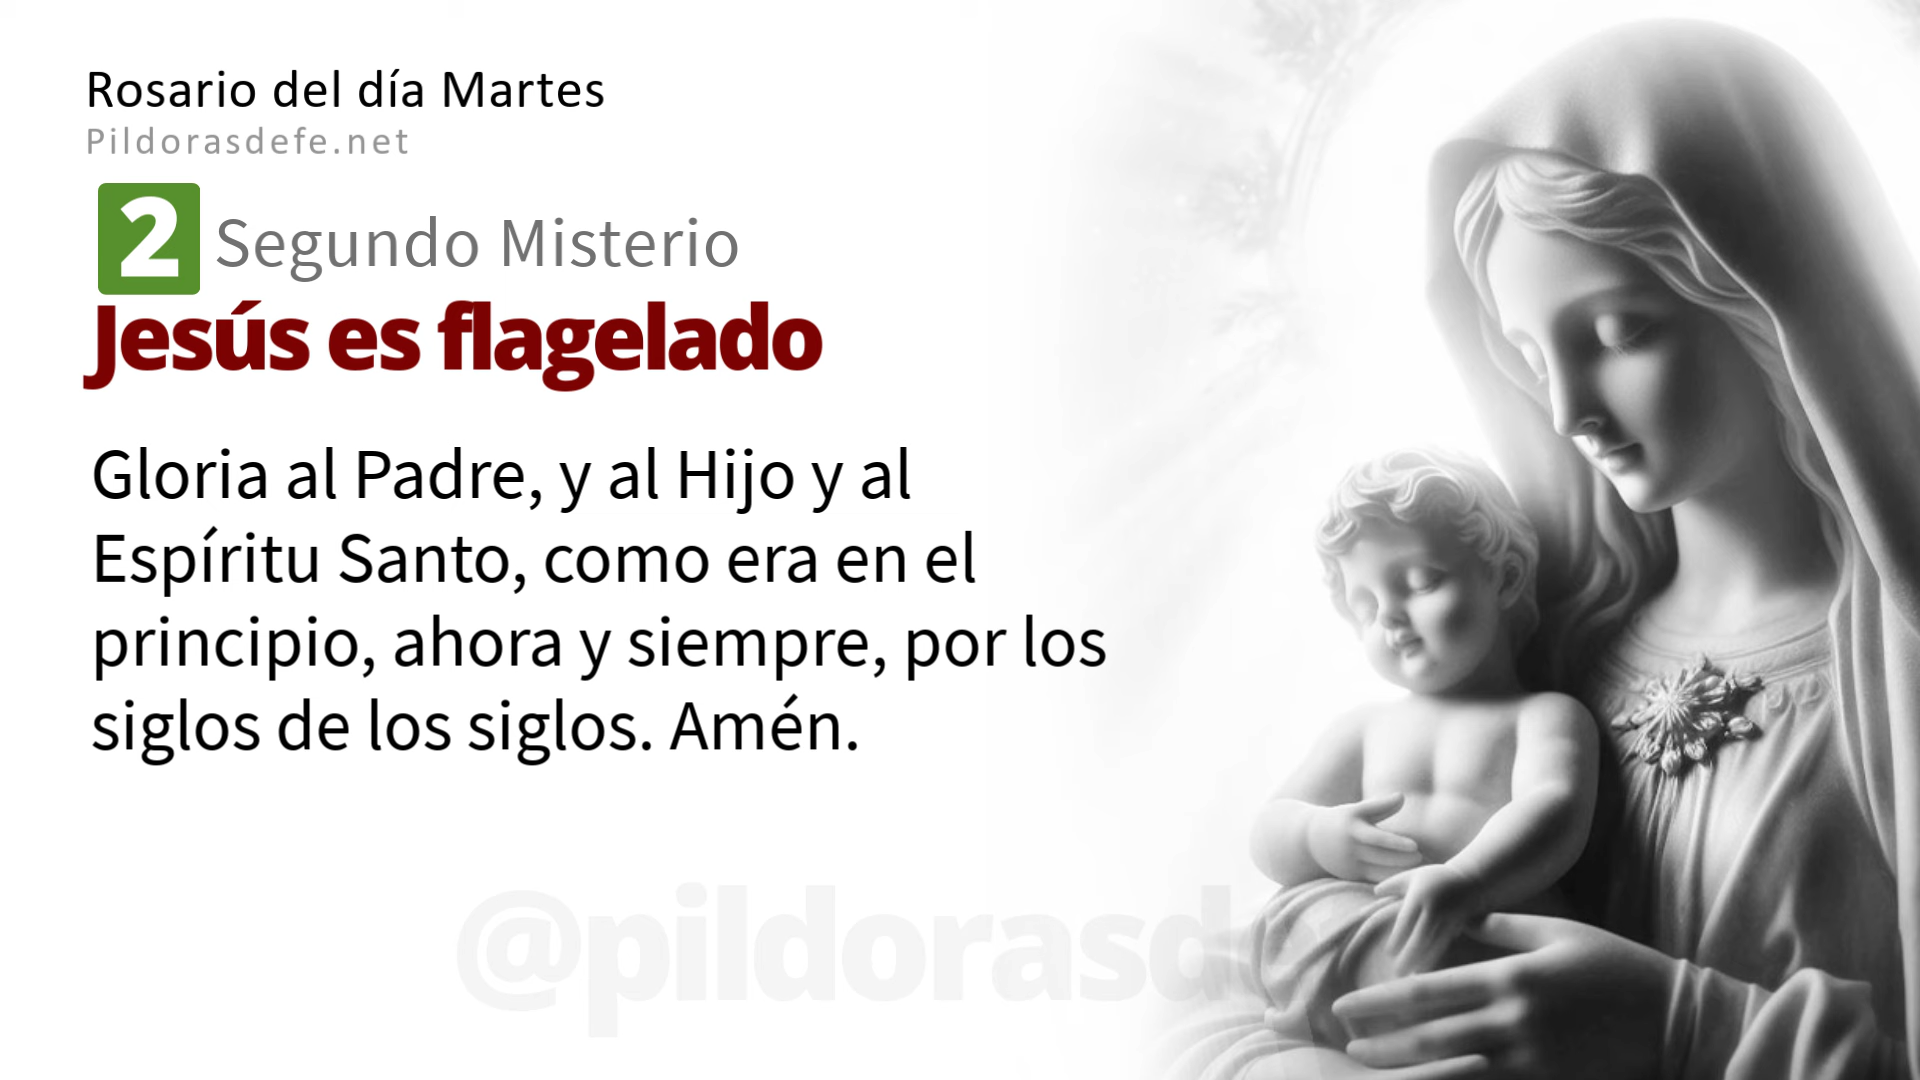 Rosario del día Martes
Pildorasdefe.net
2 Segundo Misterio
Jesús es flagelado
Gloria al Padre, y al Hijo y al
Espíritu Santo, como era en el
principio, ahora y siempre, por los
siglos de los siglos. Amén.
@pildorasde